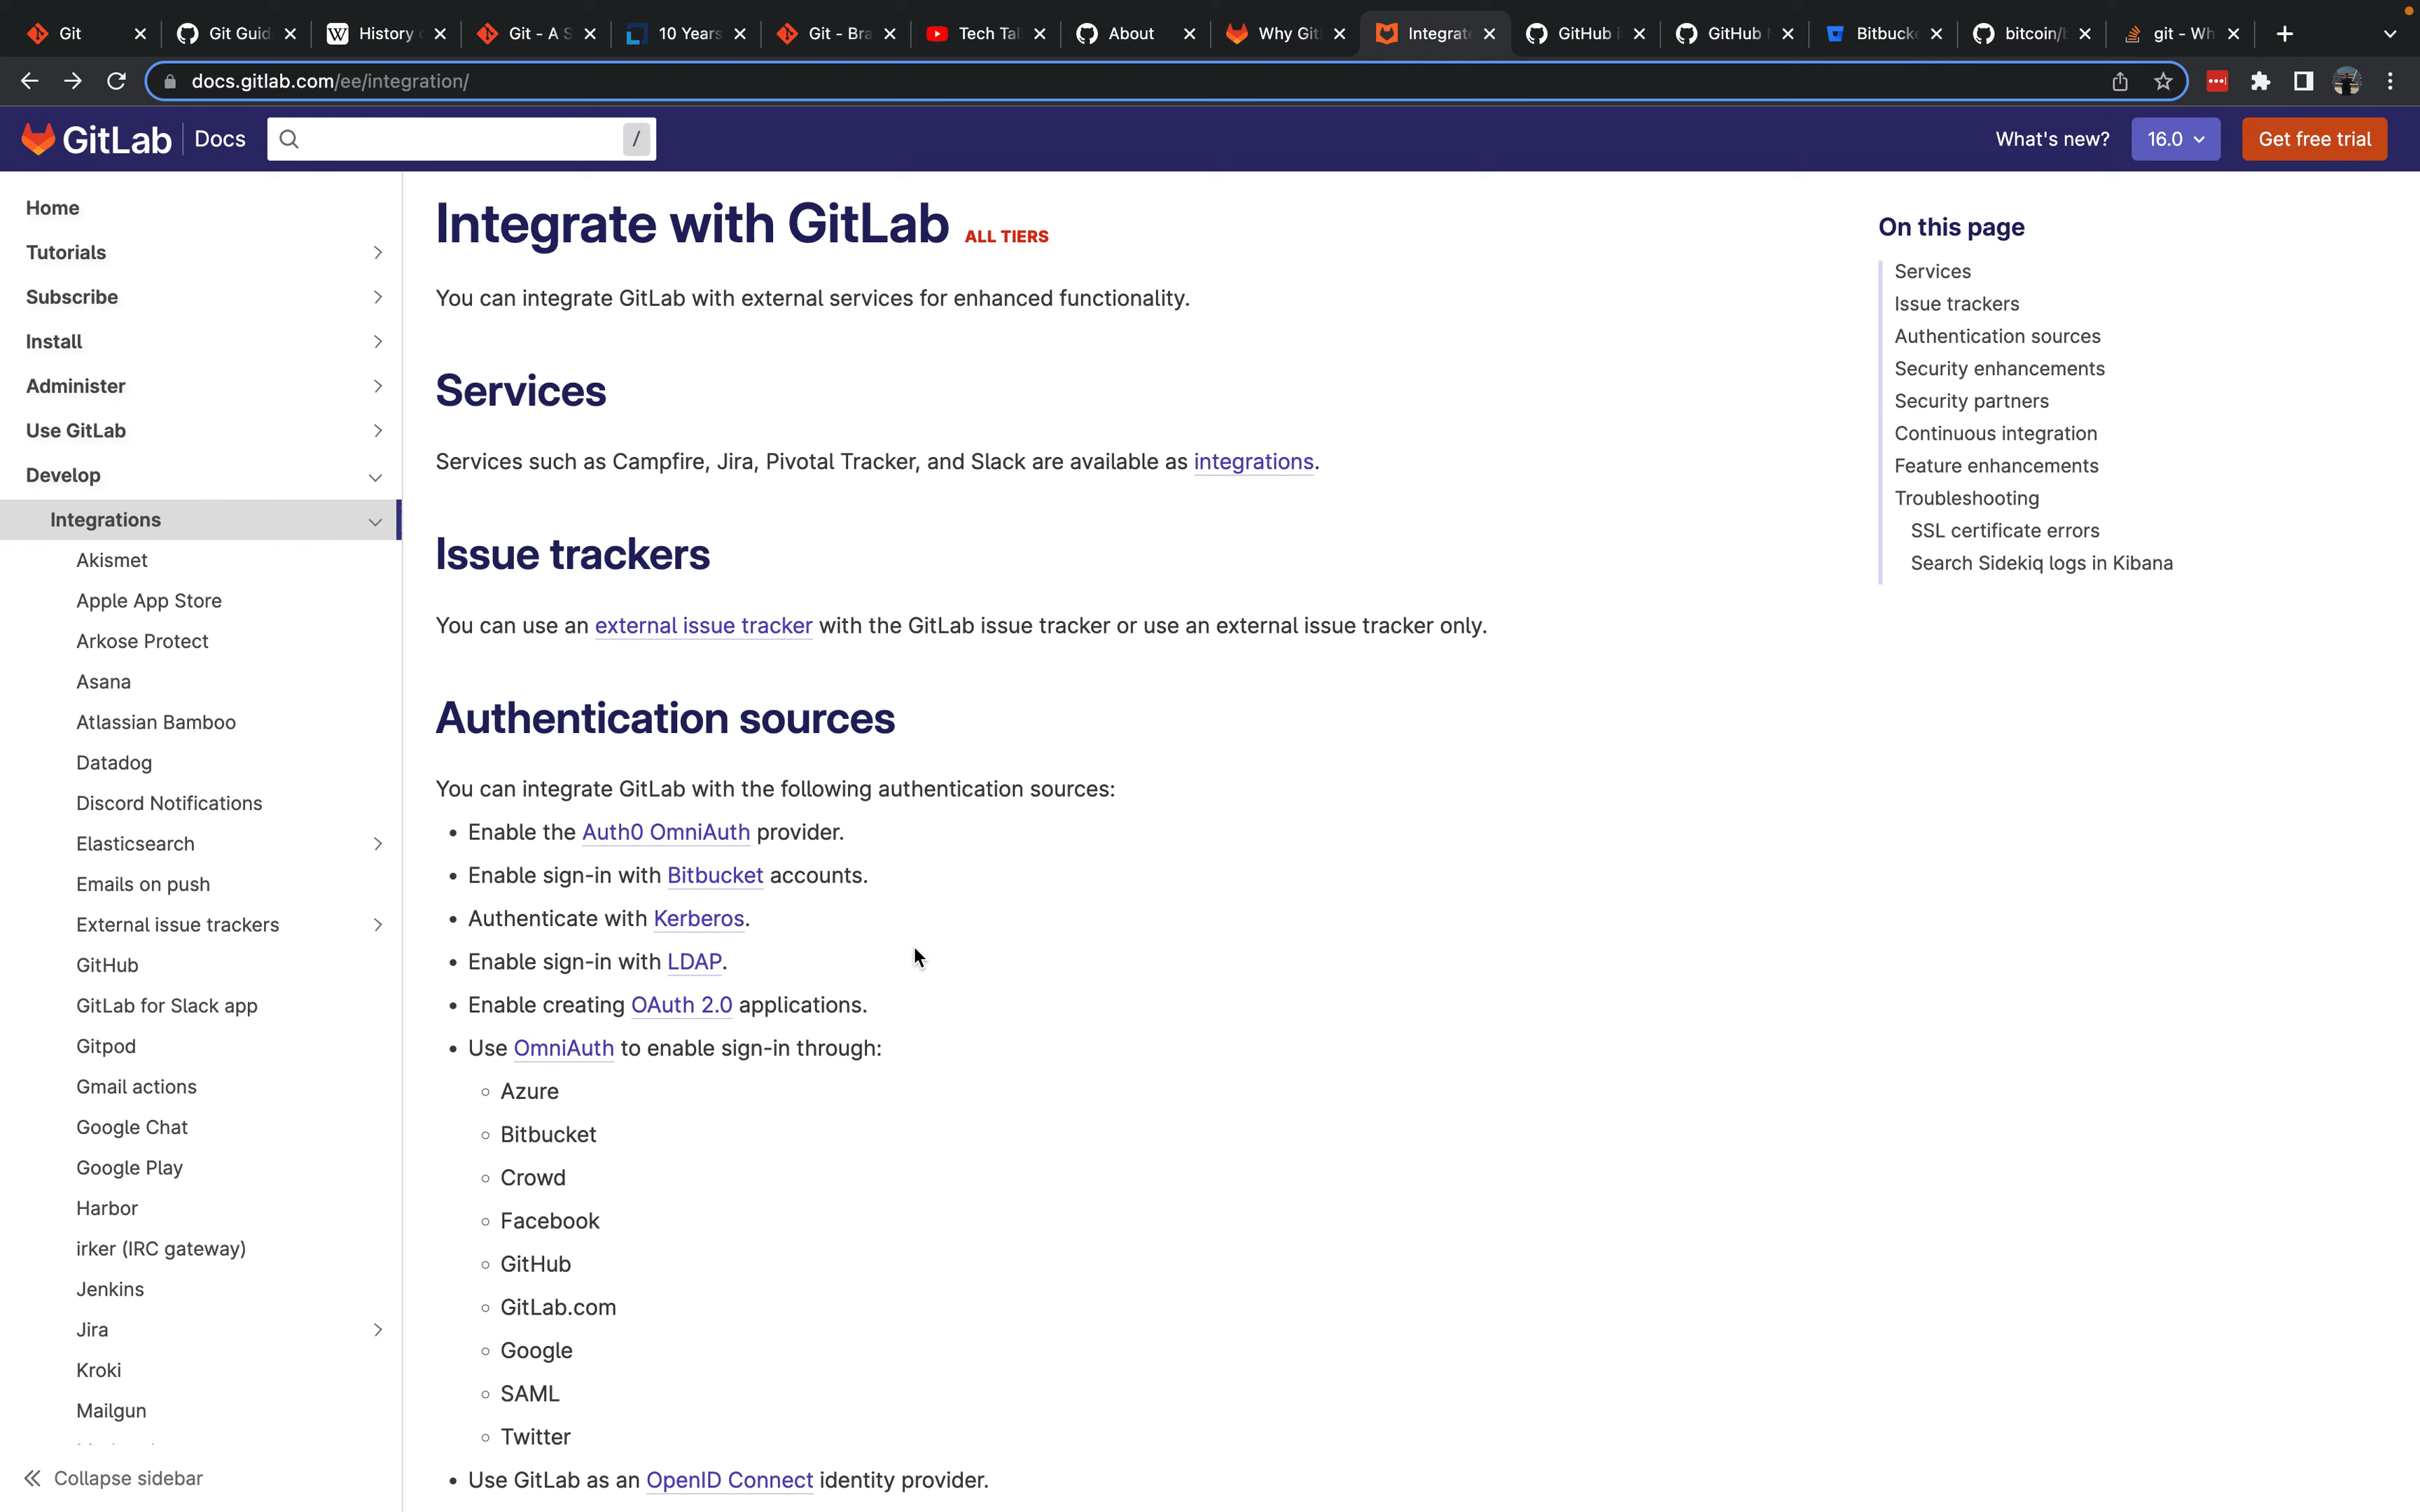 Git
Git Guid
History
Git - A S
10 Years
Git - Bra
Tech Tal
About
Why Git
Integrat
GitHub i
GitHub
Bitbuck
bitcoin/b
git - Wh
docs.gitlab.com/ee/integration/
GitLab Docs
/
What's new?
16.0
Get free trial
Home
Tutorials
Subscribe
Install
Administer
Use GitLab
Develop
Integrations
Akismet
Apple App Store
Arkose Protect
Asana
Atlassian Bamboo
Datadog
Discord Notifications
Elasticsearch
Emails on push
External issue trackers
GitHub
GitLab for Slack app
Gitpod
Gmail actions
Google Chat
Google Play
Harbor
irker (IRC gateway)
Jenkins
Jira
Kroki
Mailgun
Collapse sidebar
Integrate with GitLab ALL TIERS
You can integrate GitLab with external services for enhanced functionality.
Services
Services such as Campfire, Jira, Pivotal Tracker, and Slack are available as integrations.
Issue trackers
You can use an external issue tracker with the GitLab issue tracker or use an external issue tracker only.
Authentication sources
You can integrate GitLab with the following authentication sources:
• Enable the Auth0 OmniAuth provider.
• Enable sign-in with Bitbucket accounts.
• Authenticate with Kerberos.
• Enable sign-in with LDAP.
• Enable creating OAuth 2.0 applications.
• Use OmniAuth to enable sign-in through:
◦ Azure
◦ Bitbucket
◦ Crowd
◦ Facebook
◦ GitHub
◦ GitLab.com
◦ Google
◦ SAML
◦ Twitter
• Use GitLab as an OpenID Connect identity provider.
On this page
Services
Issue trackers
Authentication sources
Security enhancements
Security partners
Continuous integration
Feature enhancements
Troubleshooting
SSL certificate errors
Search Sidekiq logs in Kibana